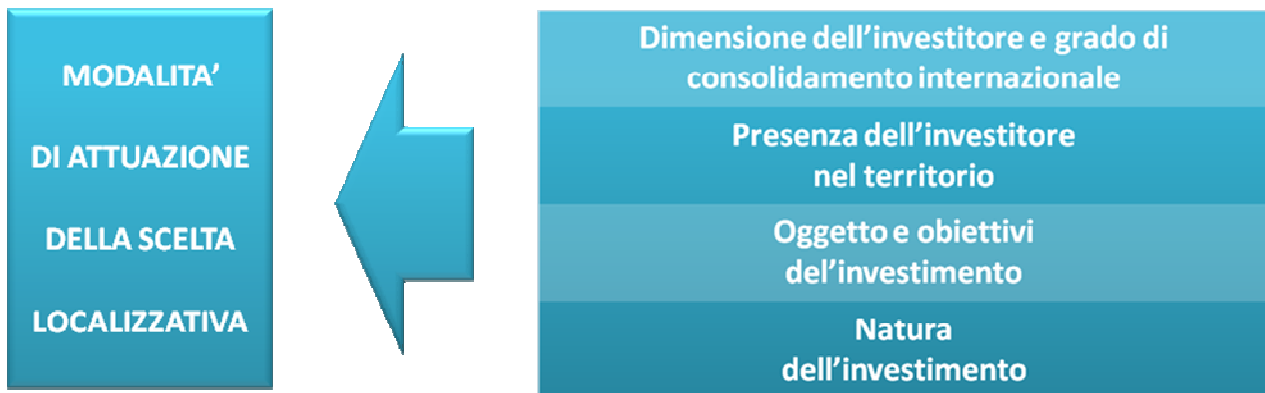 MODALITA’
DI ATTUAZIONE
DELLA SCELTA
LOCALIZZATIVA
Dimensione dell’investitore e grado di
consolidamento internazionale
Presenza dell’investitore
nel territorio
Oggetto e obiettivi
del’investimento
Natura
dell’investimento